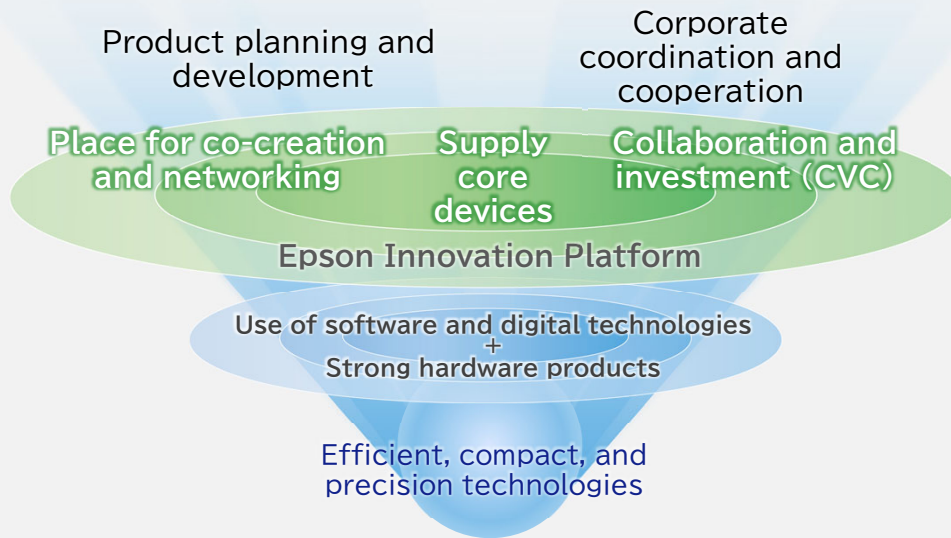 Product planning and
development
Corporate
coordination and
cooperation
Place for co-creation
and networking
Supply
core
devices
Collaboration and
investment (CVC)
Epson Innovation Platform
Use of software and digital technologies
+
Strong hardware products
Efficient, compact, and
precision technologies